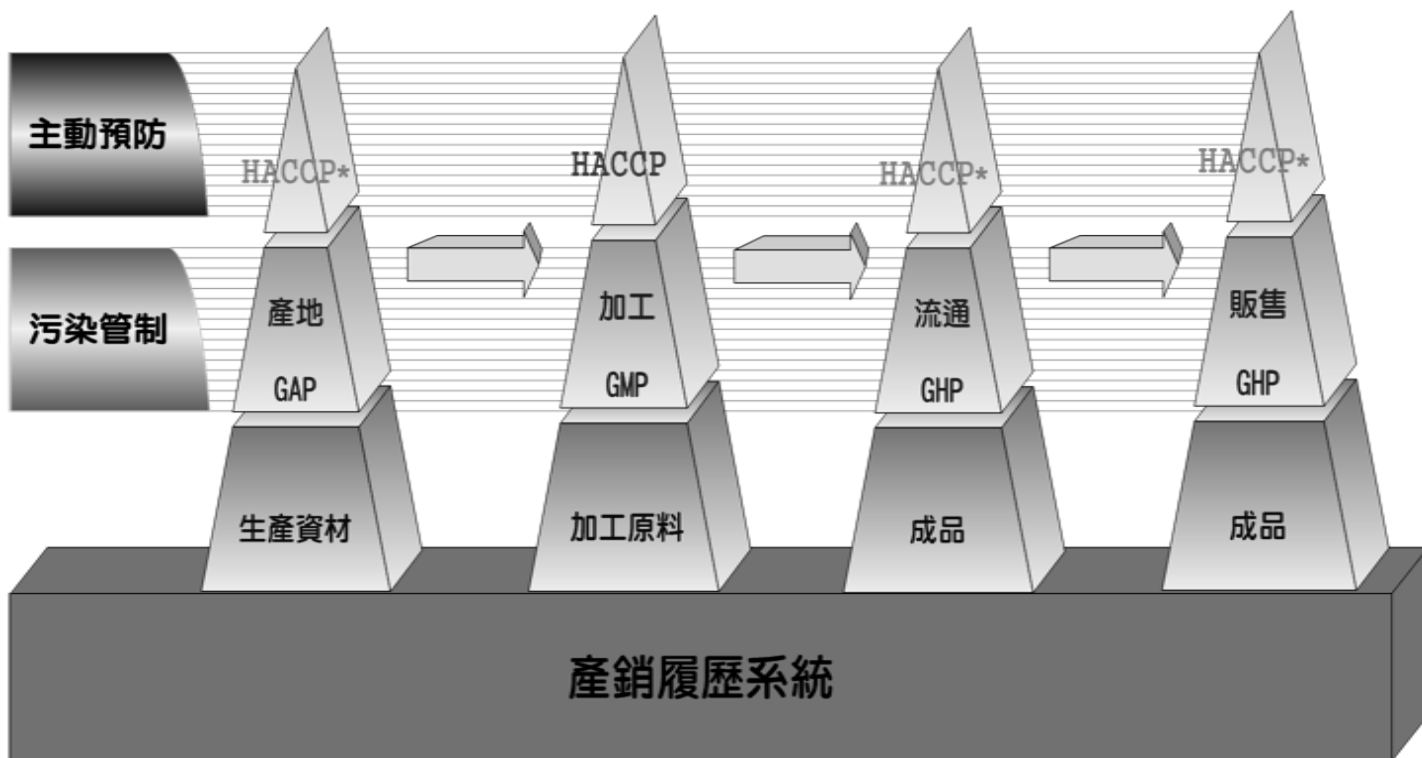 主動預防
HACCP*
HACCP
HACCP*
HACCP*
污染管制
產地
GAP
加工
GMP
流通
GHP
販售
GHP
生產資材
加工原料
成品
成品
產銷履歷系統